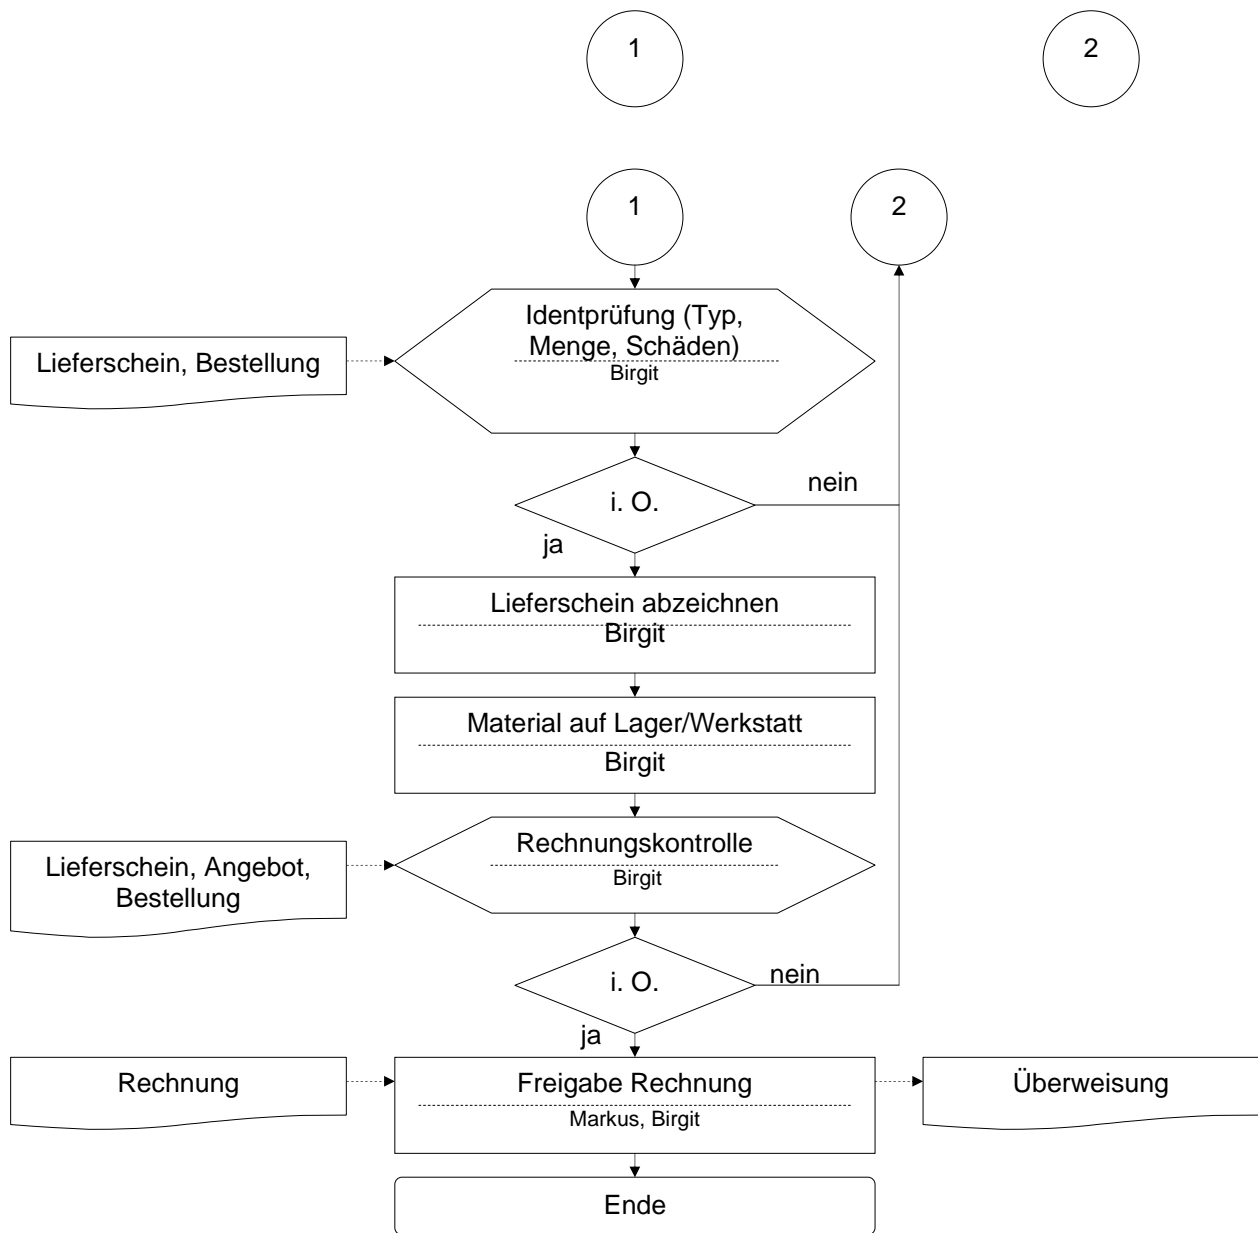 1
2
1
2
Identprüfung (Typ,
Menge, Schäden)
Birgit
Lieferschein, Bestellung
i. O.
nein
ja
Lieferschein abzeichnen
Birgit
Material auf Lager/Werkstatt
Birgit
Rechnungskontrolle
Birgit
Lieferschein, Angebot,
Bestellung
i. O.
nein
ja
Rechnung
Freigabe Rechnung
Markus, Birgit
Überweisung
Ende